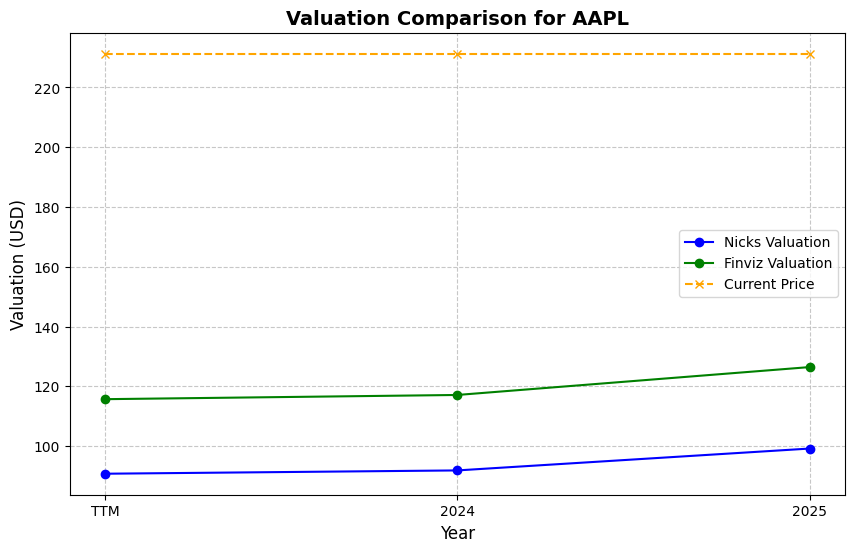 Valuation Comparison for AAPL
Valuation (USD)
220
200
180
160
140
120
100
Nicks Valuation
Finviz Valuation
Current Price
TTM
2024
2025
Year